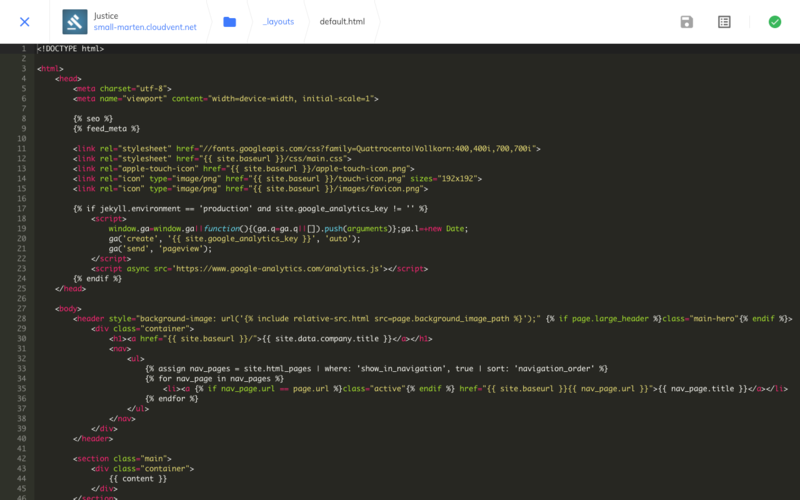 Justice
small-marten.cloudvent.net
_layouts
default.html
1 <!DOCTYPE html>
2
3 <html>
4 <head>
5 <meta charset="utf-8">
6 <meta name="viewport" content="width=device-width, initial-scale=1">
7
8 {% seo %}
9 {% feed_meta %}
10
11 <link rel="stylesheet" href="//fonts.googleapis.com/css?family=Quattrocento|Vollkorn:400,400i,700,700i">
12 <link rel="stylesheet" href="{{ site.baseurl }}/css/main.css">
13 <link rel="apple-touch-icon" href="{{ site.baseurl }}/apple-touch-icon.png">
14 <link rel="icon" type="image/png" href="{{ site.baseurl }}/touch-icon.png" sizes="192x192">
15 <link rel="icon" type="image/png" href="{{ site.baseurl }}/images/favicon.png">
16
17 {% if jekyll.environment == 'production' and site.google_analytics_key != '' %}
18 <script>
19 window.ga=window.ga||function(){(ga.q=ga.q||[]).push(arguments)};ga.l=+new Date;
20 ga('create', '{{ site.google_analytics_key }}', 'auto');
21 ga('send', 'pageview');
22 </script>
23 <script async src='https://www.google-analytics.com/analytics.js'></script>
24 {% endif %}
25 </head>
26
27 <body>
28 <header style="background-image: url('{% include relative-src.html src=page.background_image_path %}');" {% if page.large_header %}class="main-hero"{% endif %}>
29 <div class="container">
30 <h1><a href="{{ site.baseurl }}/">{{ site.data.company.title }}</a></h1>
31 <nav>
32 <ul>
33 {% assign nav_pages = site.html_pages | where: 'show_in_navigation', true | sort: 'navigation_order' %}
34 {% for nav_page in nav_pages %}
35 <li><a {% if nav_page.url == page.url %}class="active"{% endif %} href="{{ site.baseurl }}{{ nav_page.url }}">{{ nav_page.title }}</a></li>
36 {% endfor %}
37 </ul>
38 </nav>
39 </div>
40 </header>
41
42 <section class="main">
43 <div class="container">
44 {{ content }}
45 </div>
46 </section>